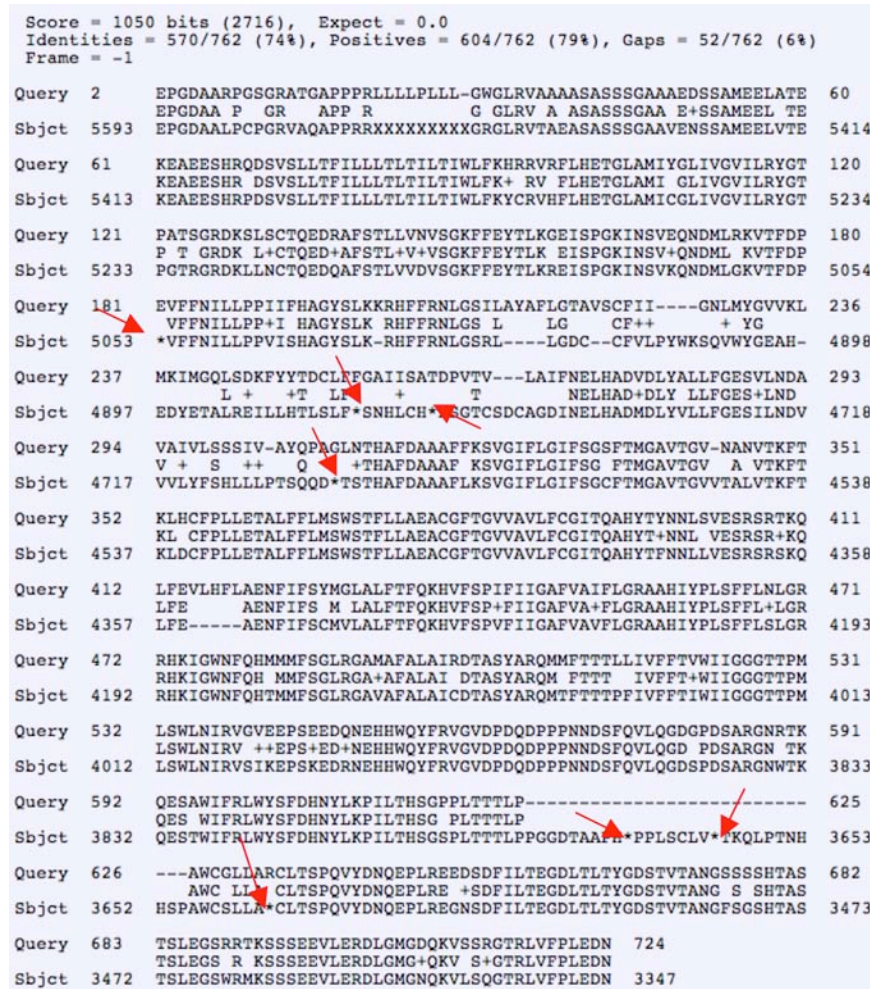 Score = 1050 bits (2716), Expect = 0.0
Identities = 570/762 (74%), Positives = 604/762 (79%), Gaps = 52/762 (6%)
Frame = -1
Query 2 EPGDAARPGSGRATGAPPPRLLLLPLLL-GWGLRVAAAASASSSGAAAEDSSAMEELATE 60
EPGDAA P GR APP R G GLRV A ASASSSGAA E+SSAMEEL TE
Sbjct 5593 EPGDAALPCPGRVAQAPPRRXXXXXXXXXGRGLRVTAEASASSSGAAVENSSAMEELVTE 5414
Query 61 KEAEESHRQDSVSLLTFILLLTLTILTIWLFKHRRVRFLHETGLAMIYGLIVGVILRYGT 120
KEAEESHR DSVSLLTFILLLTLTILTIWLFK+ RV FLHETGLAMI GLIVGVILRYGT
Sbjct 5413 KEAEESHRPDSVSLLTFILLLTLTILTIWLFKYCRVHFLHETGLAMICGLIVGVILRYGT 5234
Query 121 PATSGRDKSLSCTQEDRAFSTLLVNVSGKFFEYTLKGEISPGKINSVEQNDMLRKVTFDP 180
P T GRDK L+CTQED+AFSTL+V+VSGKFFEYTLK EISPGKINSV+QNDML KVTFDP
Sbjct 5233 PGTRGRDKLLNCTQEDQAFSTLVVDVSGKFFEYTLKREISPGKINSVKQNDMLGKVTFDP 5054
Query 181 EVFFNILLPPIIFHAGYSLKKRHFFRNLGSILAYAFLGTAVSCFII----GNLMYGVVKL 236
VFFNILLPP+I HAGYSLK RHFFRNLGS L LG CF++ + YG
Sbjct 5053 *VFFNILLPPVISHAGYSLK-RHFFRNLGSRL----LGDC--CFVLPYWKSQVWYGEAH- 4898
Query 237 MKIMGQLSDKFYYTDCLFFGAIISATDPVTV---LAIFNELHADVDLYALLFGESVLNDA 293
L + +T LF + T NELHAD+DLY LLFGES+LND
Sbjct 4897 EDYETALREILLHTLSLF*SNHLCH*SGTCSDCAGDINELHADMDLYVLLFGESILNDV 4718
Query 294 VAIVLSSSIV-AYQPAGLNTHAFDAAAFFKSVGIFLGIFSGSFTMGAVTGV-NANVTKFT 351
V + S ++ Q +THAFDAAAF KSVGIFLGIFSG FTMGAVTGV A VTKFT
Sbjct 4717 VVLYFSHLLLPTSQQD*TSTHAFDAAAFLKSVGIFLGIFSGCFTMGAVTGVVTALVTKFT 4538
Query 352 KLHCFPLLETALFFLMSWSTFLLAEACGFTGVVAVLFCGITQAHYTYNNLSVESRSRTKQ 411
KL CFPLLETALFFLMSWSTFLLAEACGFTGVVAVLFCGITQAHYT+NNL VESRSR+KQ
Sbjct 4537 KLDCFPLLETALFFLMSWSTFLLAEACGFTGVVAVLFCGITQAHYTFNNLLVESRSRSKQ 4358
Query 412 LFEVLHFLAENFIFSYMGLALFTFQKHVFSPIFIIGAFVAIFLGRAAHIYPLSFFLNLGR 471
LFE AENFIFS M LALFTFQKHVFSP+FIIGAFVA+FLGRAAHIYPLSFFL+LGR
Sbjct 4357 LFE-----AENFIFSCMVLALFTFQKHVFSPVFIIGAFVAVFLGRAAHIYPLSFFLSLGR 4193
Query 472 RHKIGWNFQHMMMFSGLRGAMAFALAIRDTASYARQMMFTTTLLIVFFTVWIIGGGTTPM 531
RHKIGWNFQH MMFSGLRGA+AFALAI DTASYARQM FTTT IVFFT+WIIGGGTTPM
Sbjct 4192 RHKIGWNFQHTMMFSGLRGAVAFALAICDTASYARQMTFTTTPFIVFFTIWIIGGGTTPM 4013
Query 532 LSWLNIRVGVEEPSEEDQNEHHWQYFRVGVDPDQDPPPNNDSFQVLQGDGPDSARGNRTK 591
LSWLNIRV ++EPS+ED+NEHHWQYFRVGVDPDQDPPPNNDSFQVLQGD PDSARGN TK
Sbjct 4012 LSWLNIRVSIKEPSKEDRNEHHWQYFRVGVDPDQDPPPNNDSFQVLQGDSPDSARGNWTK 3833
Query 592 QESAWIFRLWYSFDHNYLKPILTHSGPPLTTTLP---------------------------- 625
QES WIFRLWYSFDHNYLKPILTHSG PLTTTLP
Sbjct 3832 QESTWIFRLWYSFDHNYLKPILTHSGSPLTTTLPPGGDTAAPH*PPLSCLV*TKQLPTNH 3653
Query 626 ---AWCGLLARCLTSPQVYDNQEPLREEDSDFILTEGDLTLTYGDSTVTANGSSSSHTAS 682
AWC LLA CLTSPQVYDNQEPLRE +SDFILTEGDLTLTYGDSTVTANG S SHTAS
Sbjct 3652 HSPAWCSLLA*CLTSPQVYDNQEPLREGNSDFILTEGDLTLTYGDSTVTANGFSGSHTAS 3473
Query 683 TSLEGSRRTKSSSEEVLERDLGMGDQKVSSRGTRLVFPLEDN 724
TSLEGS R KSSSEEVLERDLGMG+QKV S+GTRLVFPLEDN
Sbjct 3472 TSLEGSWRMKSSSEEVLERDLGMGNQKVLSQGTRLVFPLEDN 3347